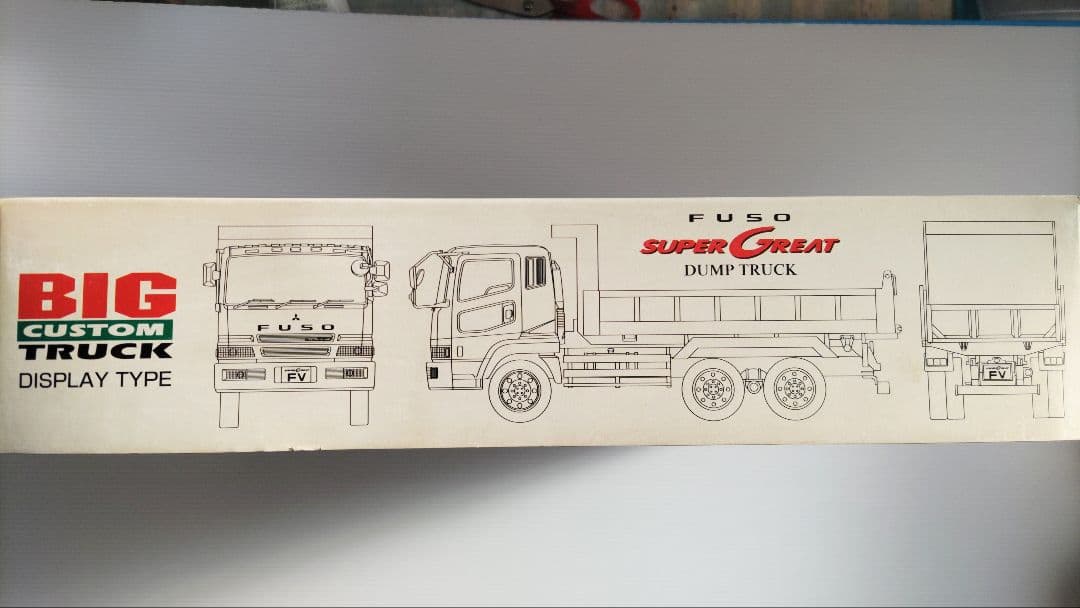 BIG
CUSTOM
TRUCK
DISPLAY TYPE
FUSO
FV
FUSO
SUPER GREAT
DUMP TRUCK
FV